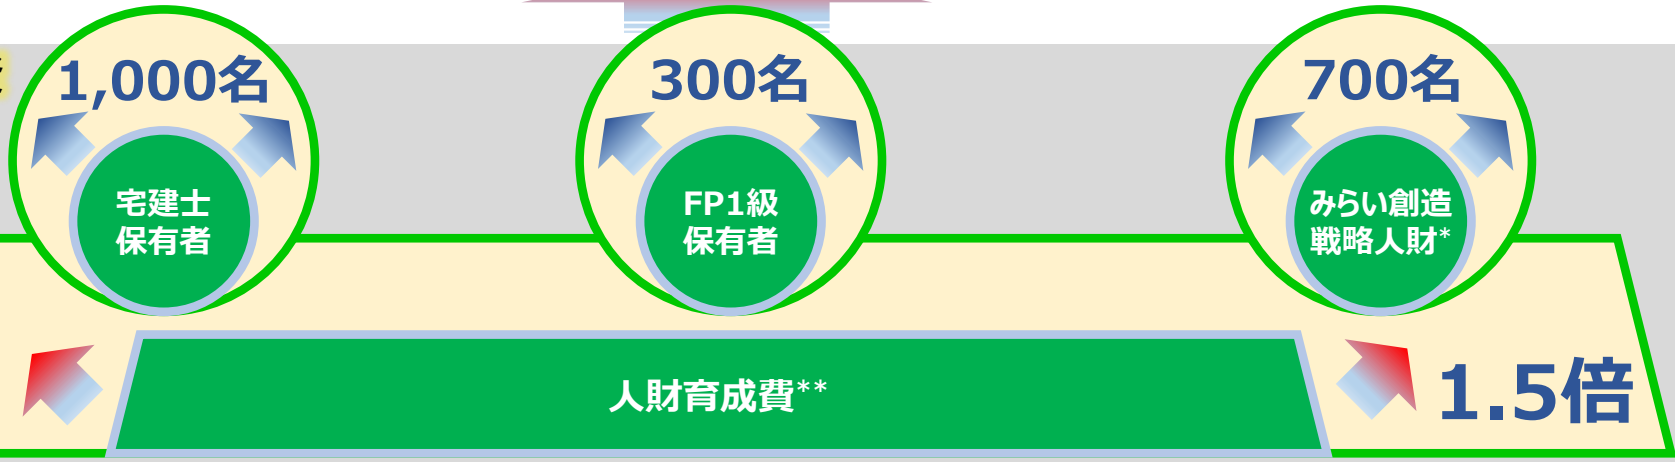 1,000名
宅建士
保有者
300名
FP1級
保有者
700名
みらい創造
戦略人財*
人財育成費**
1.5倍